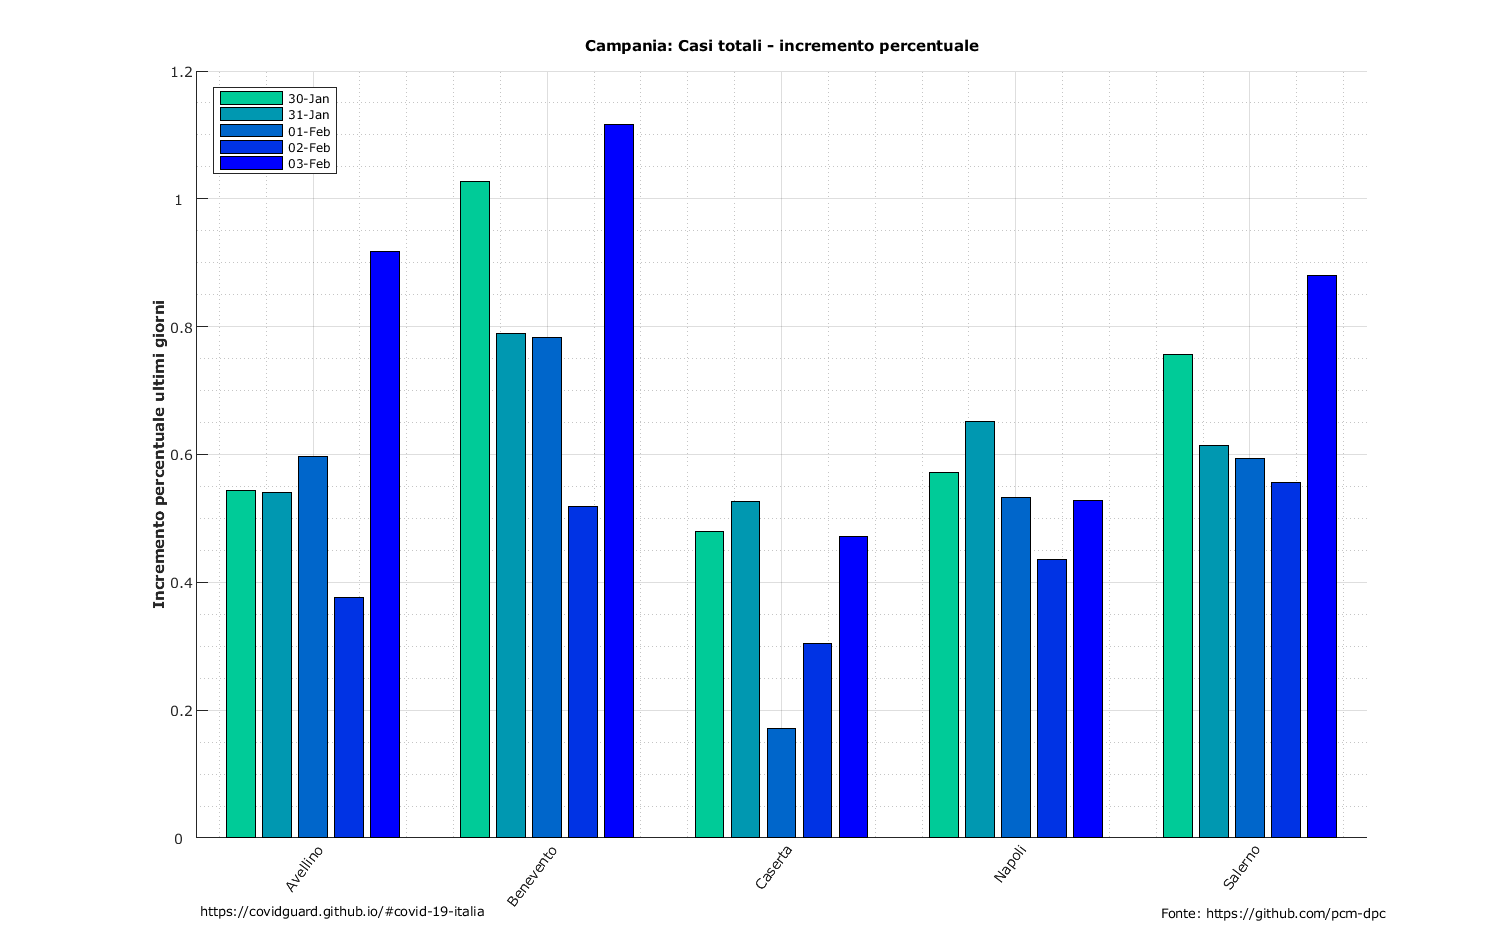 Campania: Casi totali - incremento percentuale
30-Jan
31-Jan
01-Feb
02-Feb
03-Feb
Incremento percentuale ultimi giorni
1.2
1
0.8
0.6
0.4
0.2
0
Avellino
Benevento
Caserta
Napoli
Salerno
https://covidguard.github.io/#covid-19-italia
Fonte: https://github.com/pcm-dpc